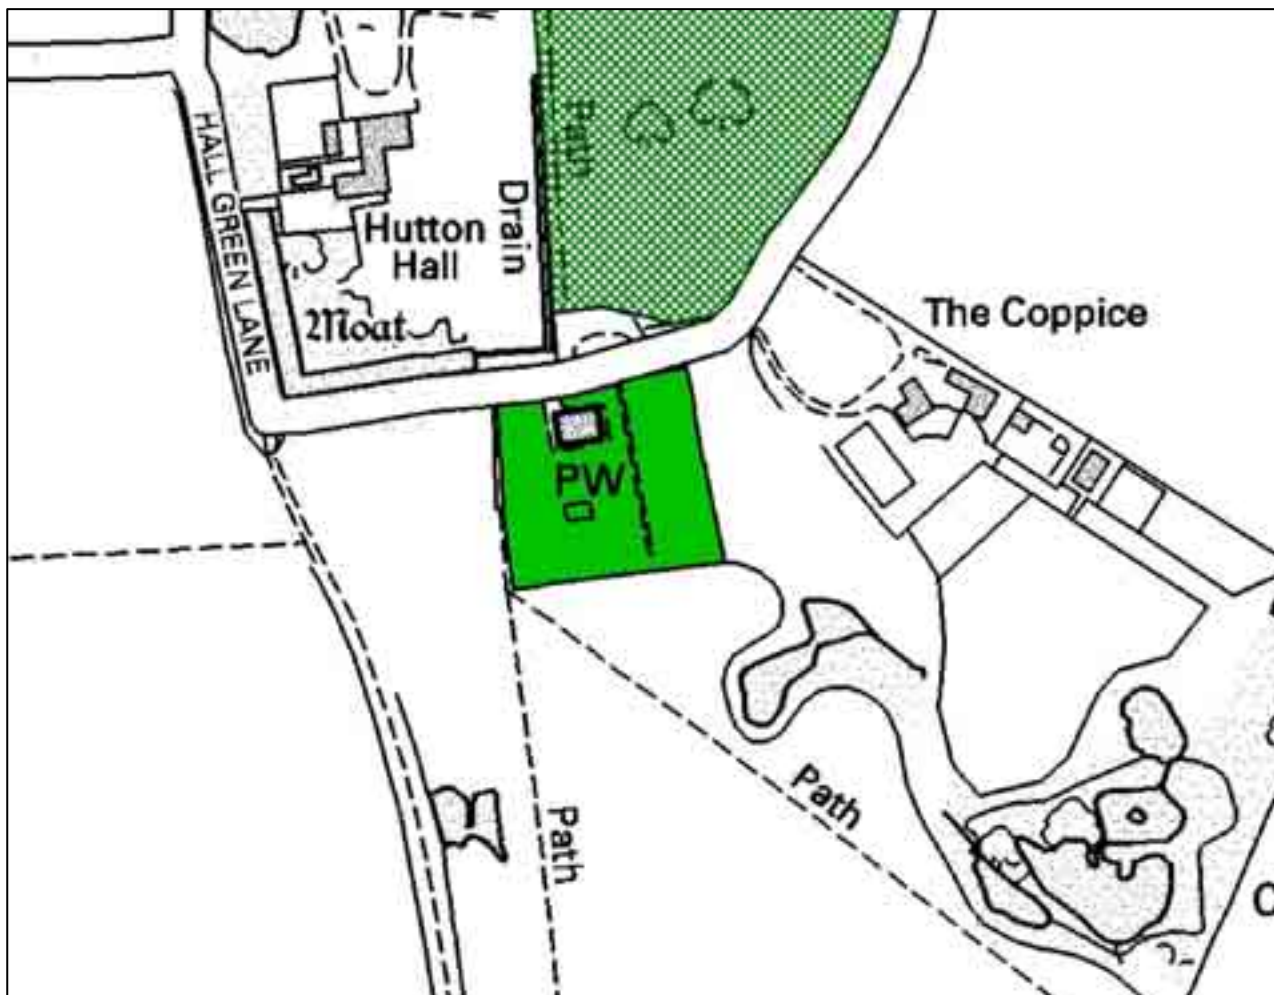 Path
HALL GREEN LANE
Drain
Hutton
Hall
Moat
The Coppice
PW
Path
Path